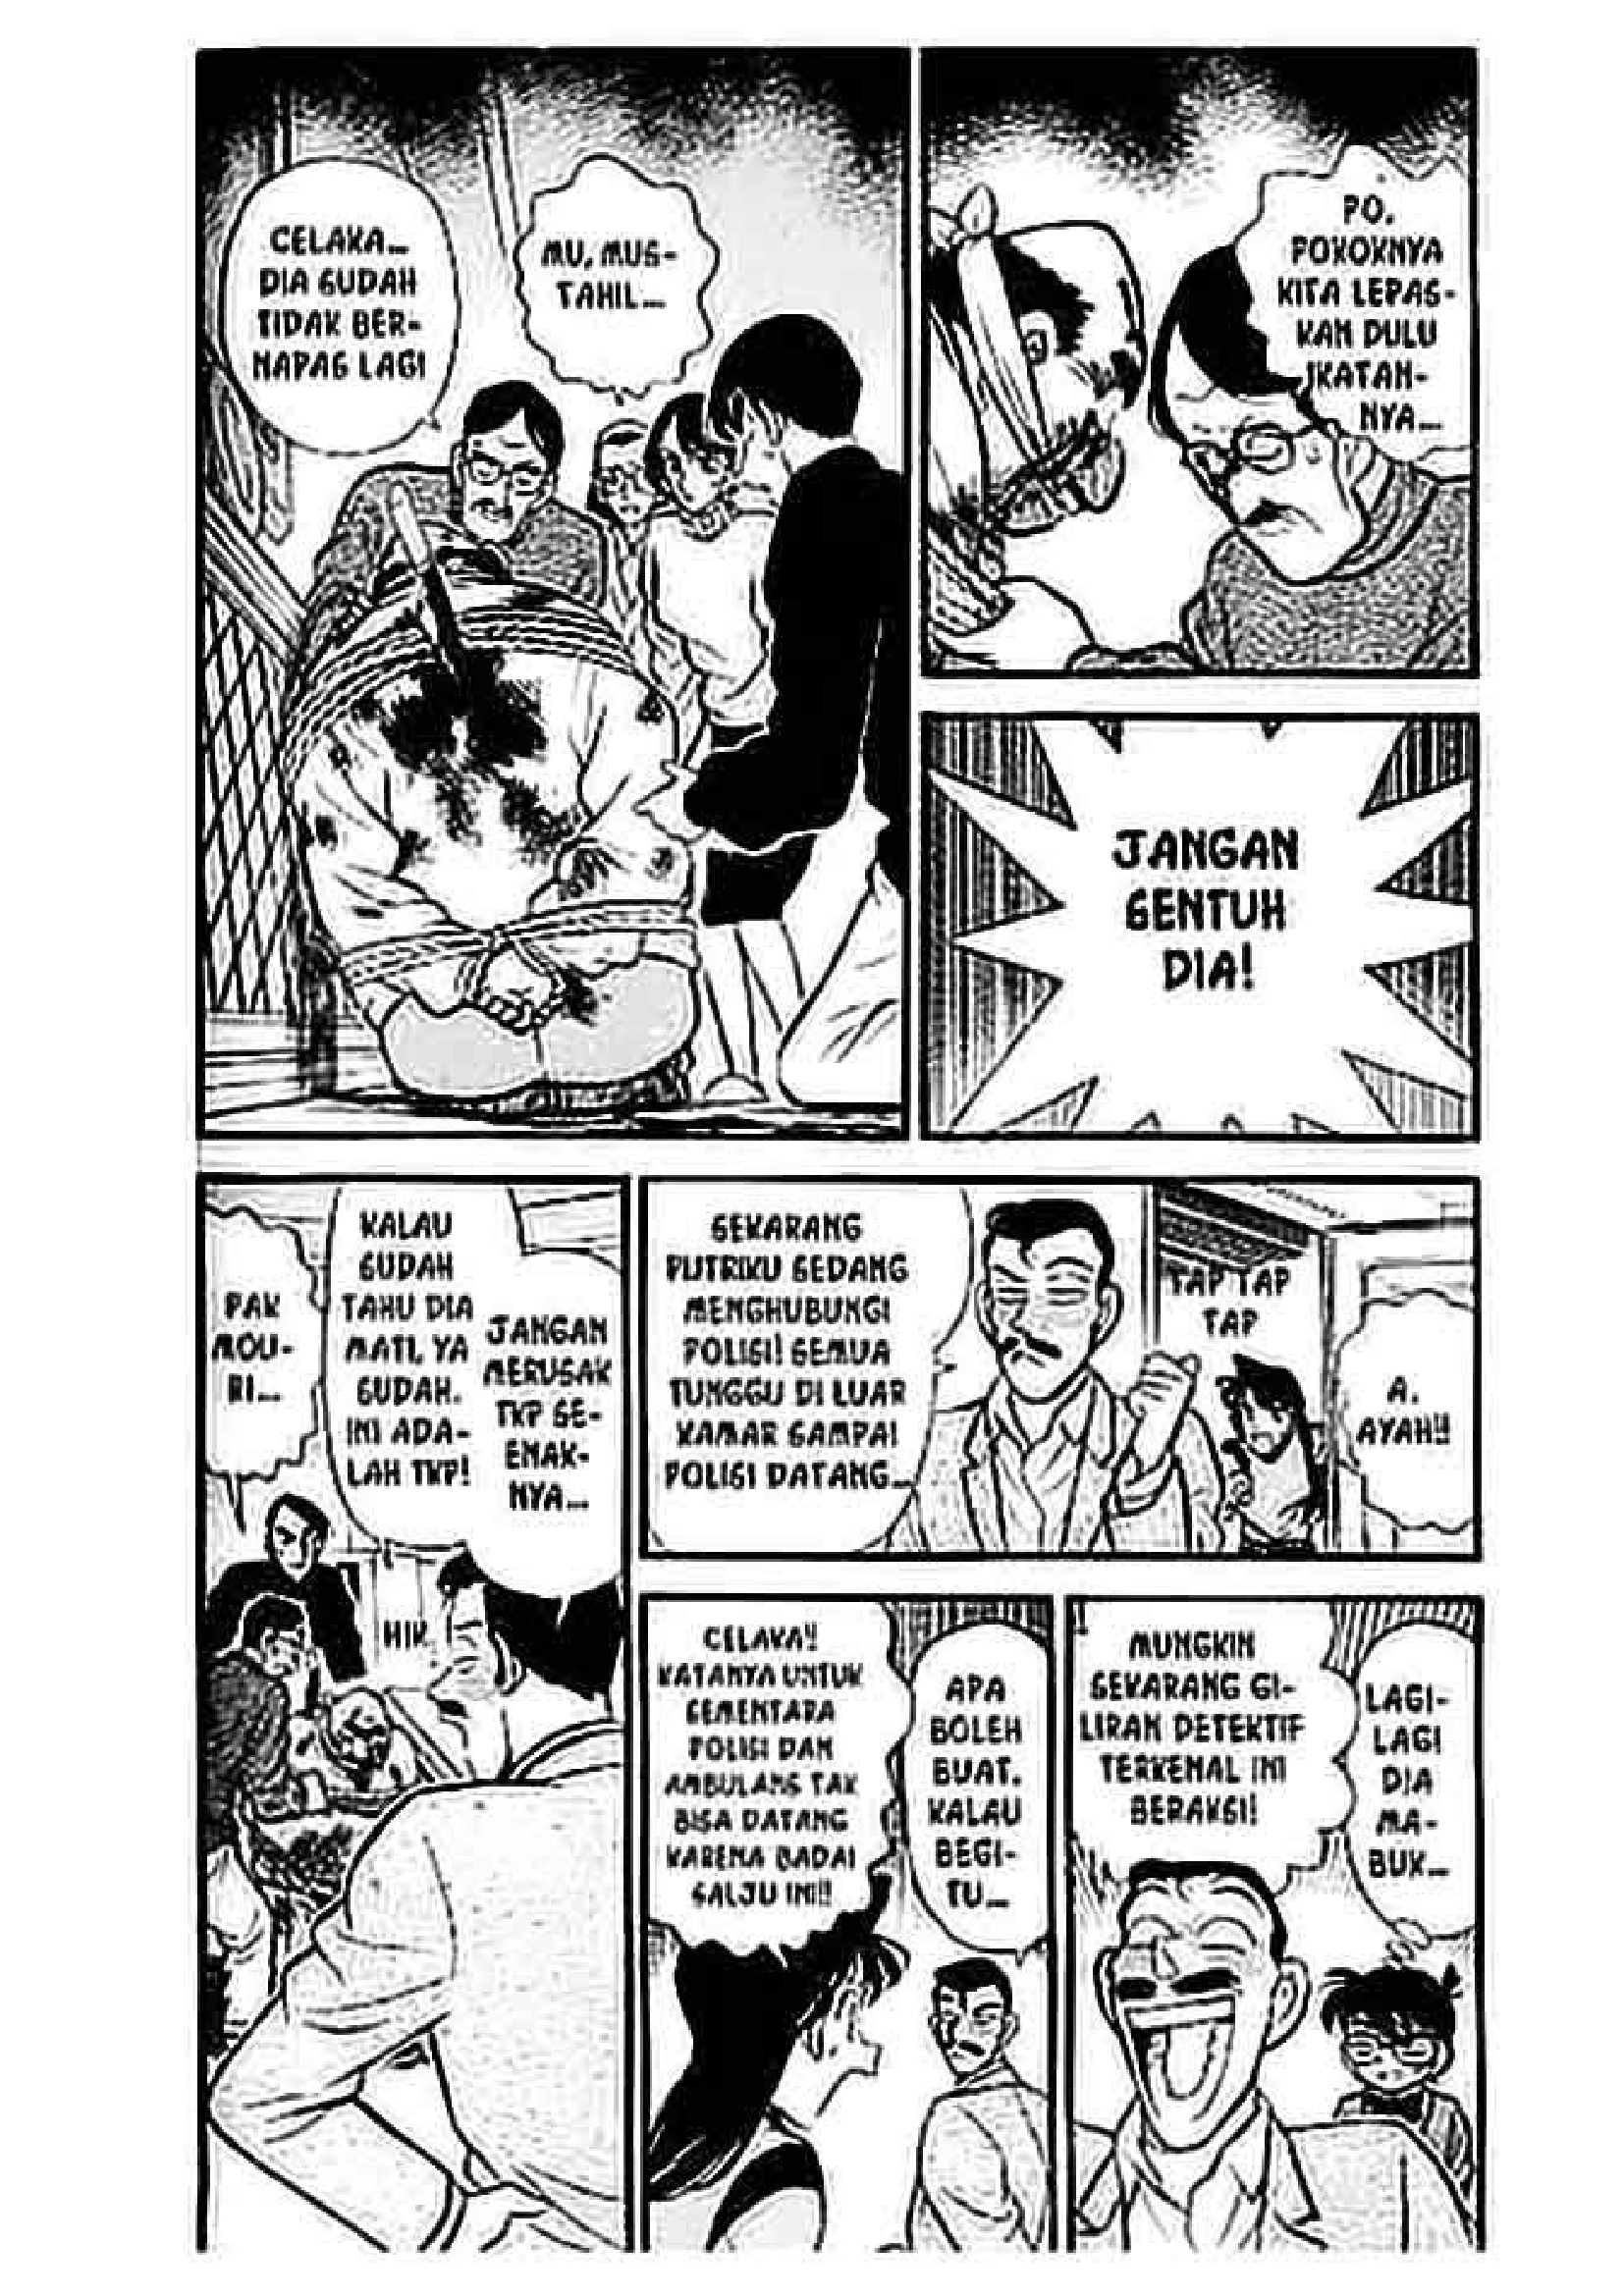 CELAKA...
DIA SUDAH
TIDAK BER-
NAPAS LAGI
MU, MUS-
TAHIL...
PO,
POKOKNYA
KITA LEPAS-
KAN DULU
IKATAN-
NYA...
JANGAN
SENTUH
DIA!
PAK
MOU-
RI...
KALAU
SUDAH
TAHU DIA
MATI, YA
SUDAH.
INI ADA-
LAH TKP!
JANGAN
MERUSAK
TKP SE-
ENAK-
NYA...
HIK
SEKARANG
PUTRIKU SEDANG
MENGHUBUNGI
POLISI! SEMUA
TUNGGU DI LUAR
KAMAR SAMPAI
POLISI DATANG...
TAP TAP
TAP
A,
AYAH!!
CELAKA!!
KATANYA UNTUK
SEMENTARA
POLISI DAN
AMBULANS TAK
BISA DATANG
KARENA BADAI
SALJU INI!!
APA
BOLEH
BUAT.
KALAU
BEGI-
TU...
MUNGKIN
SEKARANG GI-
LIRAN DETEKTIF
TERKENAL INI
BERAKSI!
LAGI-
LAGI
DIA
MA-
BUK...